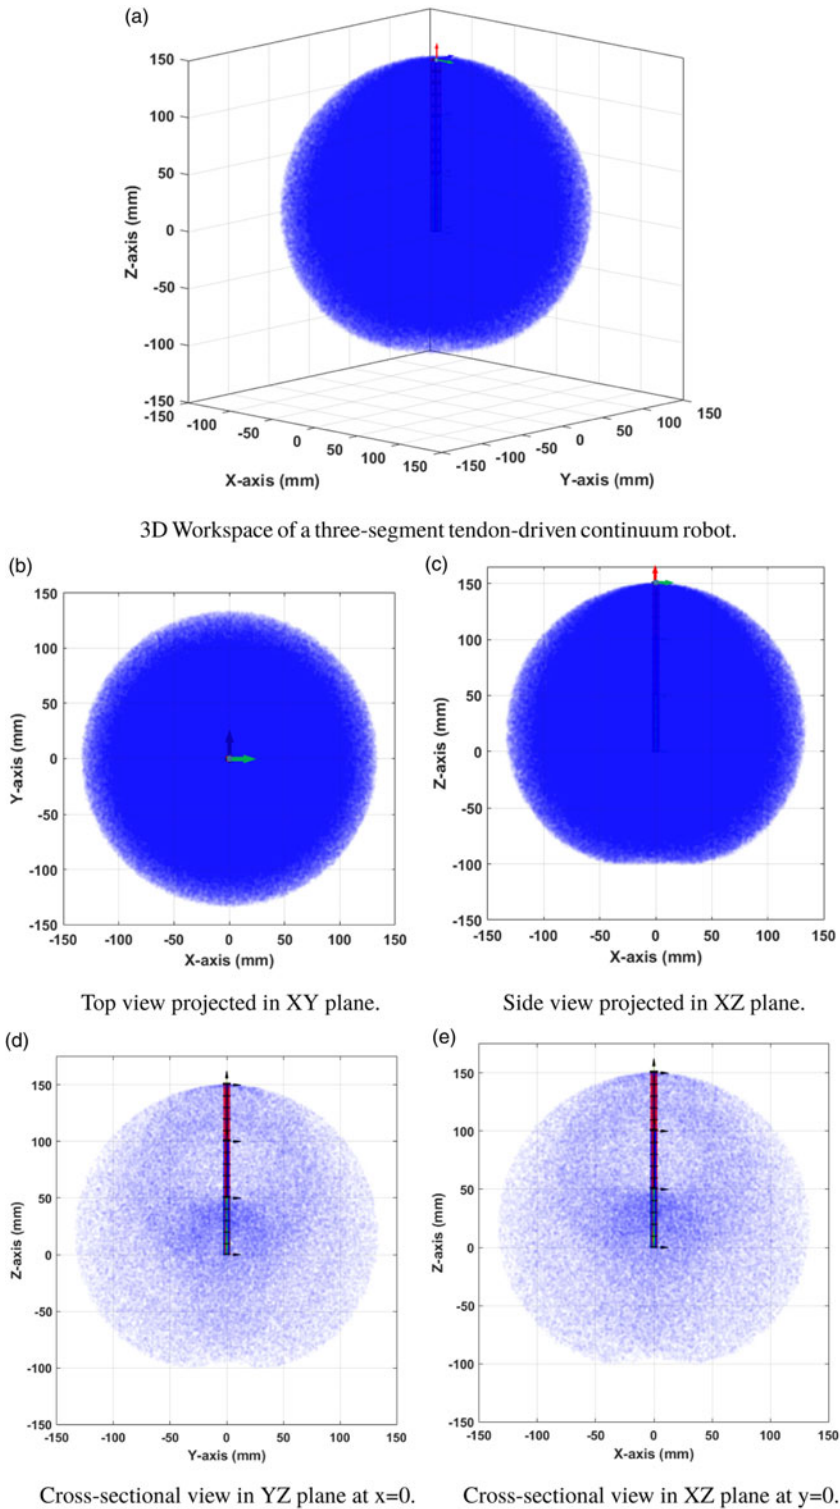 (a)
150
100
50
0
-50
-100
-150
Z-axis (mm)
-150
-100
-50
0
50
100
150
X-axis (mm)
-150
-100
-50
0
50
100
150
Y-axis (mm)
3D Workspace of a three-segment tendon-driven continuum robot.
(b)
150
100
50
0
-50
-100
-150
Y-axis (mm)
-150 -100 -50 0 50 100 150
X-axis (mm)
Top view projected in XY plane.
(c)
150
100
50
0
-50
-100
-150
Z-axis (mm)
-150 -100 -50 0 50 100 150
X-axis (mm)
Side view projected in XZ plane.
(d)
150
100
50
0
-50
-100
-150
Z-axis (mm)
-150 -100 -50 0 50 100 150
Y-axis (mm)
Cross-sectional view in YZ plane at x=0.
(e)
150
100
50
0
-50
-100
-150
Z-axis (mm)
-150 -100 -50 0 50 100 150
X-axis (mm)
Cross-sectional view in XZ plane at y=0